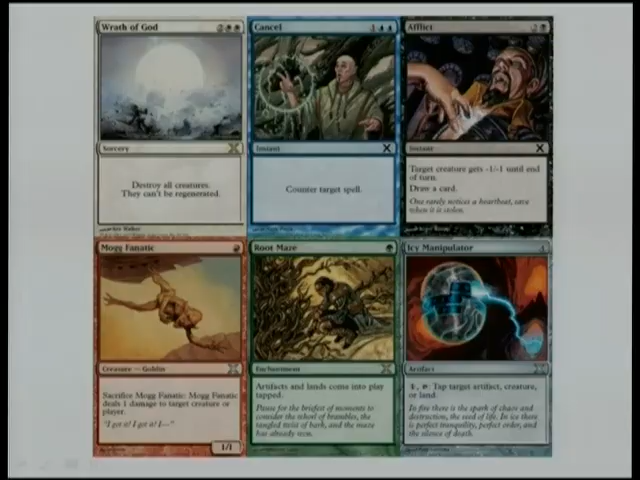 Wrath of God
2
Sorcery
Destroy all creatures.
They can't be regenerated.
Cancel
1
Instant
Counter target spell.
Afflict
2
Instant
Target creature gets -1/-1 until end
of turn.
Draw a card.
One rarely notices a heartbeat, save
when it is stolen.
Mogg Fanatic
Creature — Goblin
Sacrifice Mogg Fanatic: Mogg Fanatic
deals 1 damage to target creature or
player.
"I got it! I got it! I—"
1/1
Root Maze
Enchantment
Artifacts and lands come into play
tapped.
Pause for the briefest of moments to
consider the school of brambles, the
tangled twist of bark, and the maze
has already won.
Icy Manipulator
4
Artifact
1, : Tap target artifact, creature,
or land.
In fire there is the spark of chaos and
destruction, the seed of life. In ice there
is perfect tranquility, perfect order, and
the silence of death.